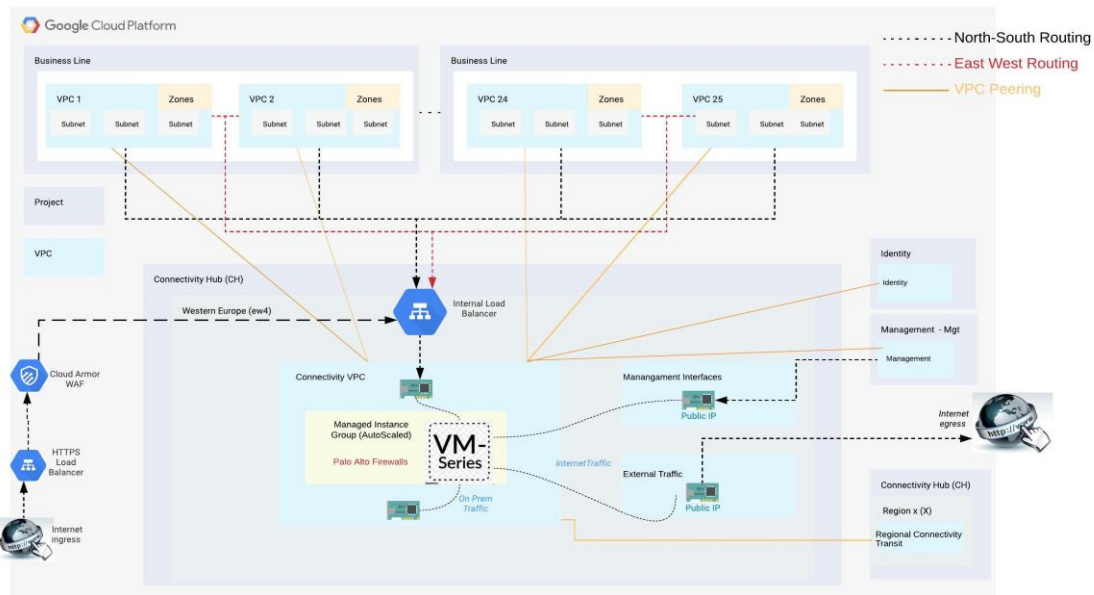 Google Cloud Platform
North-South Routing
East West Routing
VPC Peering
Business Line
Business Line
VPC 1
Zones
VPC 2
Zones
VPC 24
Zones
VPC 25
Zones
Subnet
Subnet
Subnet
Subnet
Subnet
Subnet
Subnet
Subnet
Subnet
Subnet
Subnet
Subnet
Project
VPC
Connectivity Hub (CH)
Western Europe (ew4)
Internal Load
Balancer
Identity
Identity
Management - Mgt
Management
Cloud Armor
WAF
HTTPS
Load
Balancer
http://
Internet
ingress
Connectivity VPC
Managed Instance
Group (AutoScaled)
Palo Alto Firewalls
VM-
Series
On Prem
Traffic
InternetTraffic
Manangament Interfaces
Public IP
External Traffic
Public IP
Internet
egress
http://www
Connectivity Hub (CH)
Region x (X)
Regional Connectivity
Transit